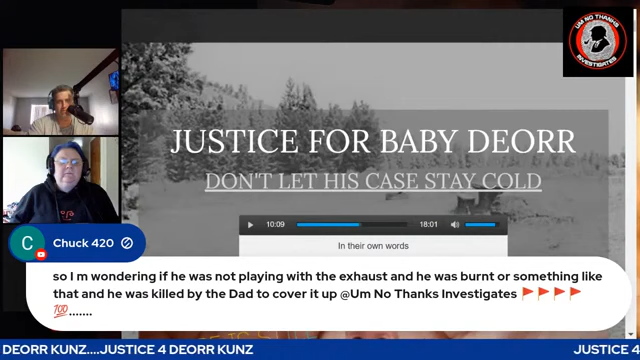 UM NO THANKS
INVESTIGATES
JUSTICE FOR BABY DEORR
DON'T LET HIS CASE STAY COLD
10:09
18:01
In their own words
C
Chuck 420
so I m wondering if he was not playing with the exhaust and he was burnt or something like
that and he was killed by the Dad to cover it up @Um No Thanks Investigates 🚩🚩🚩🚩
💯.......
DEORR KUNZ....JUSTICE 4 DEORR KUNZ
JUSTICE 4